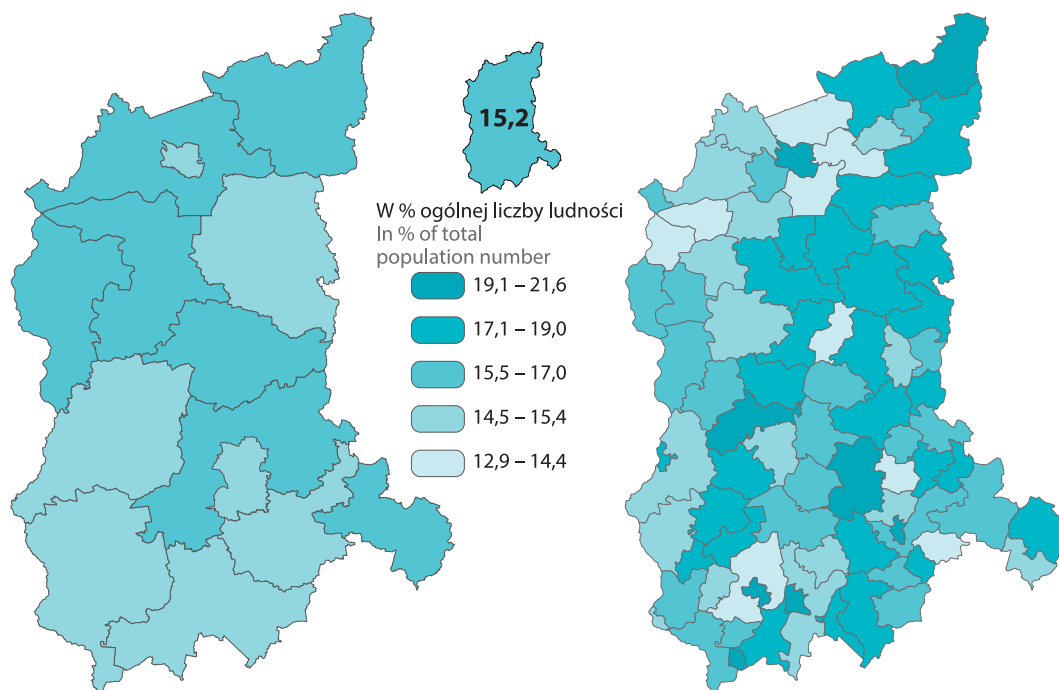 15,2
W % ogólnej liczby ludności
In % of total
population number
19,1 – 21,6
17,1 – 19,0
15,5 – 17,0
14,5 – 15,4
12,9 – 14,4